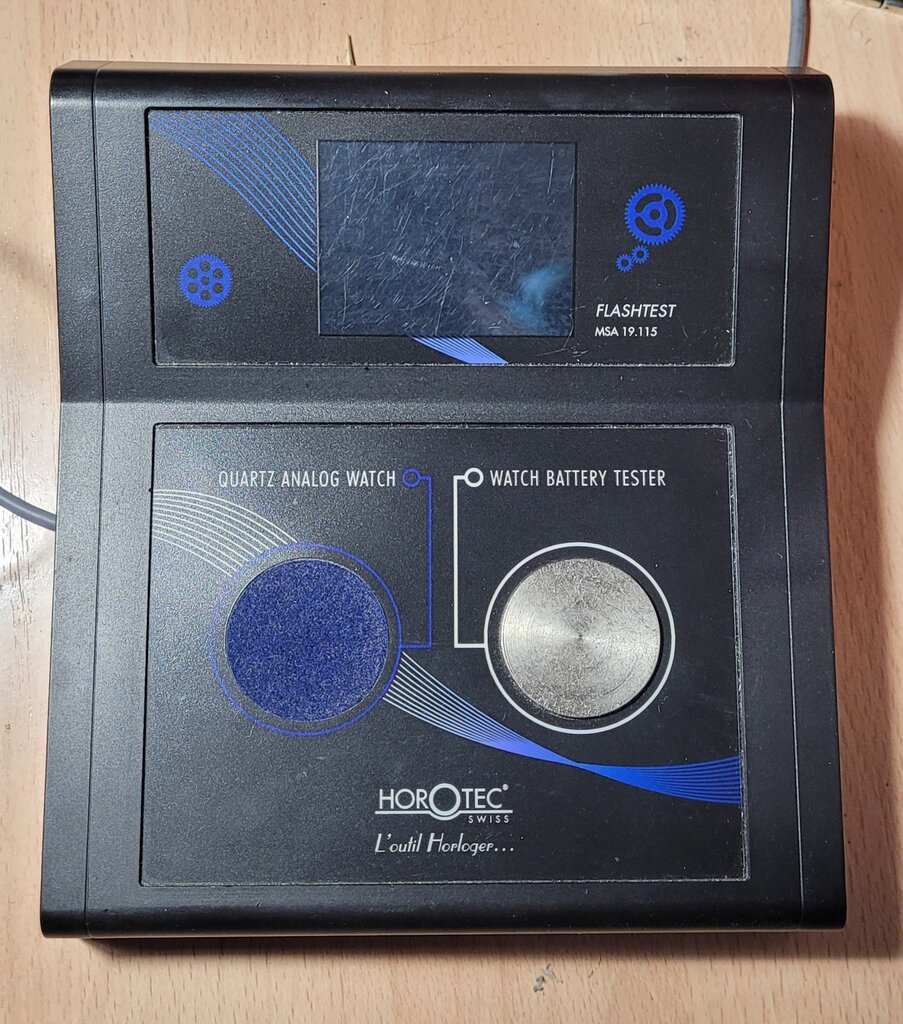 FLASHTEST
MSA 19.115
QUARTZ ANALOG WATCH
WATCH BATTERY TESTER
HOROTEC®
SWISS
L'outil Horloger...